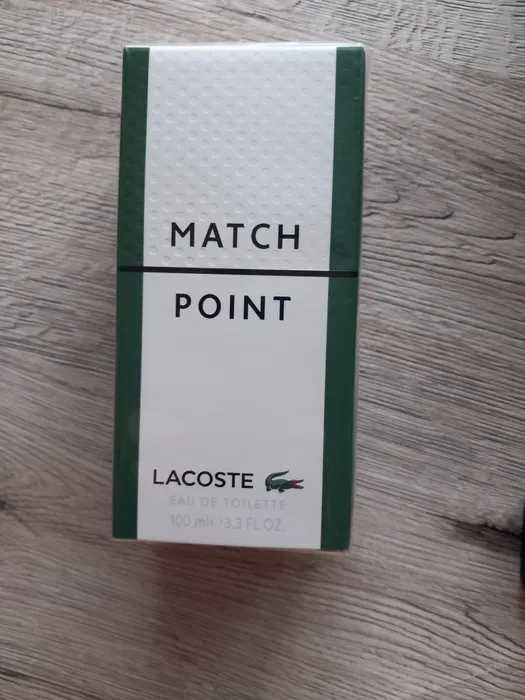 MATCH
POINT
LACOSTE
EAU DE TOILETTE
100 ml℮ 3.3 FL.OZ.